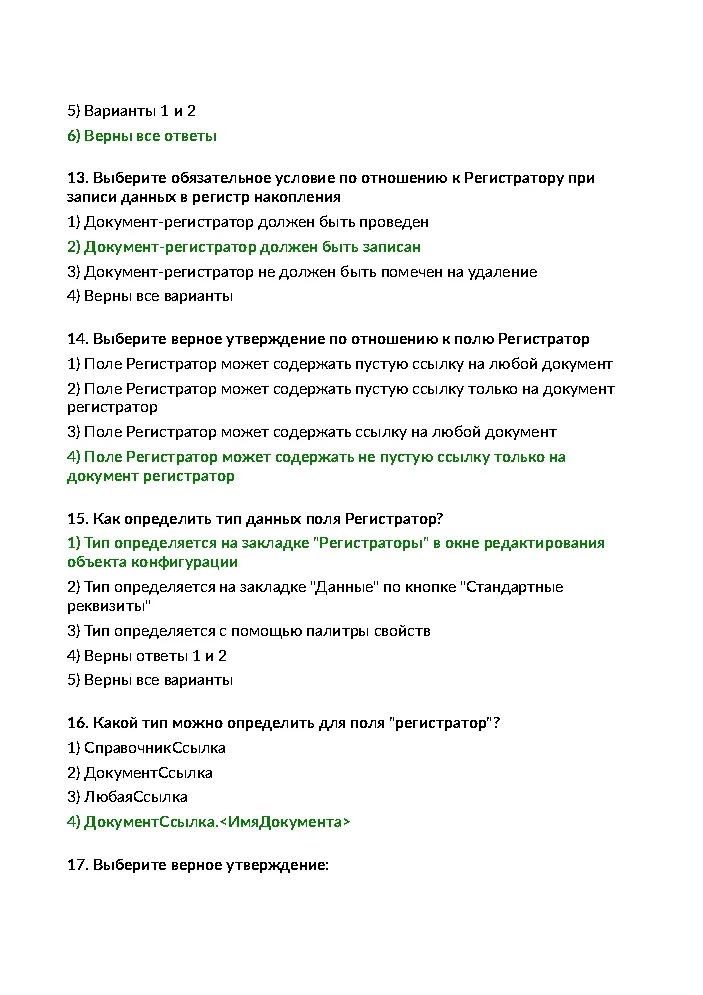 5) Варианты 1 и 2
6) Верны все ответы
13. Выберите обязательное условие по отношению к Регистратору при
записи данных в регистр накопления
1) Документ-регистратор должен быть проведен
2) Документ-регистратор должен быть записан
3) Документ-регистратор не должен быть помечен на удаление
4) Верны все варианты
14. Выберите верное утверждение по отношению к полю Регистратор
1) Поле Регистратор может содержать пустую ссылку на любой документ
2) Поле Регистратор может содержать пустую ссылку только на документ
регистратор
3) Поле Регистратор может содержать ссылку на любой документ
4) Поле Регистратор может содержать не пустую ссылку только на
документ регистратор
15. Как определить тип данных поля Регистратор?
1) Тип определяется на закладке "Регистраторы" в окне редактирования
объекта конфигурации
2) Тип определяется на закладке "Данные" по кнопке "Стандартные
реквизиты"
3) Тип определяется с помощью палитры свойств
4) Верны ответы 1 и 2
5) Верны все варианты
16. Какой тип можно определить для поля "регистратор"?
1) СправочникСсылка
2) ДокументСсылка
3) ЛюбаяСсылка
4) ДокументСсылка.<ИмяДокумента>
17. Выберите верное утверждение: